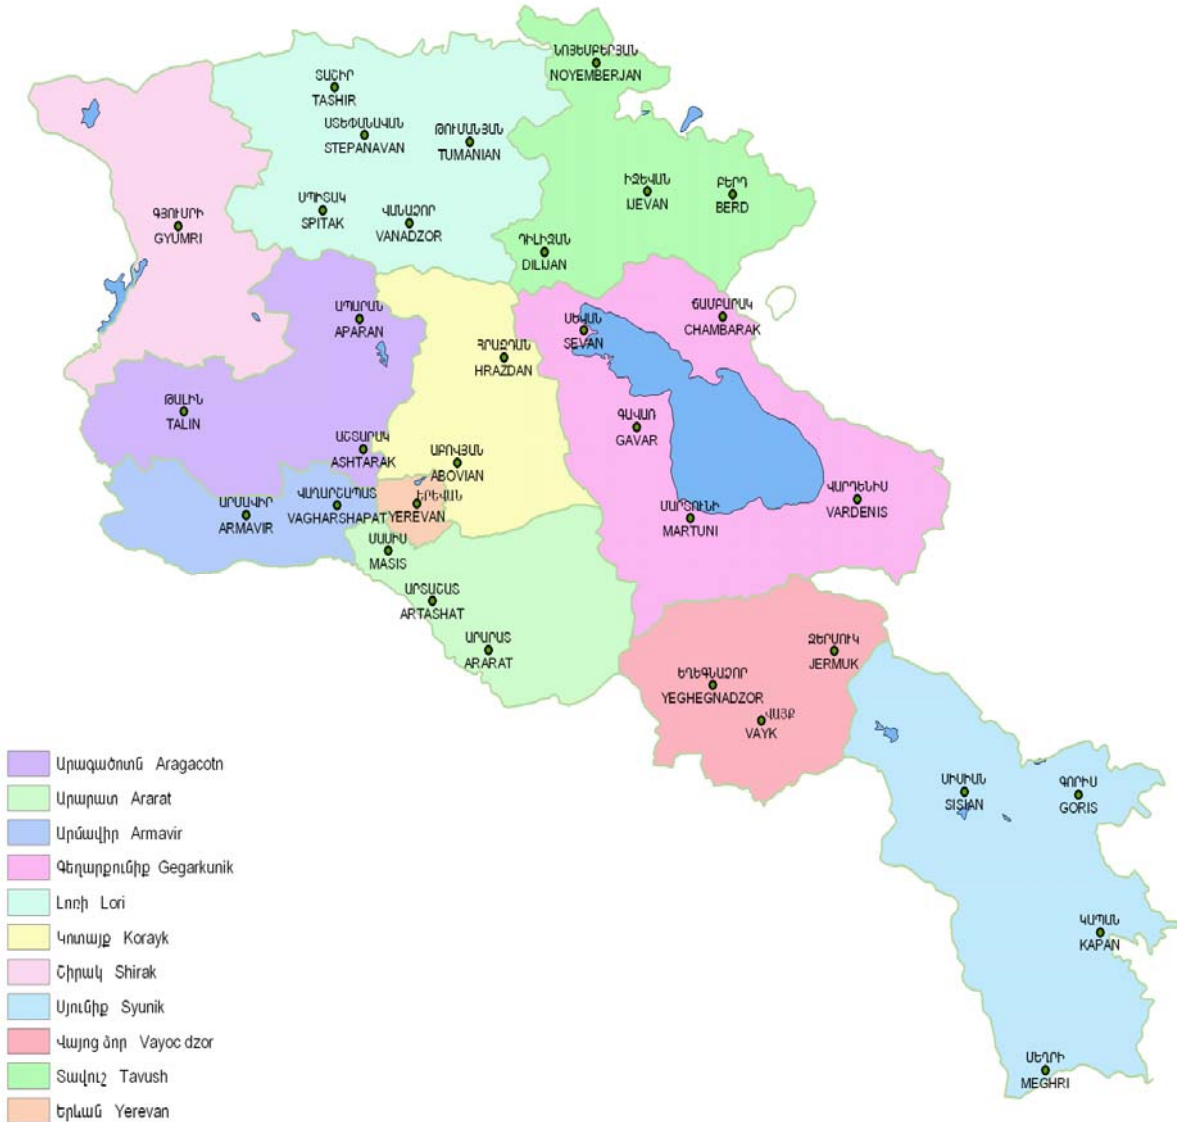 ՆՈՅԵՄԲԵՐՅԱՆ
NOYEMBERJAN
ՏԱՇԻՐ
TASHIR
ՍՏԵՓԱՆԱՎԱՆ
STEPANAVAN
ԹՈՒՄԱՆՅԱՆ
TUMANIAN
ԻՋԵՎԱՆ
IJEVAN
ԲԵՐԴ
BERD
ՍՊԻՏԱԿ
SPITAK
ՎԱՆԱՁՈՐ
VANADZOR
ԳՅՈՒՄՐԻ
GYUMRI
ԴԻԼԻՋԱՆ
DILIJAN
ԱՊԱՐԱՆ
APARAN
ՍԵՎԱՆ
SEVAN
ՃԱՄԲԱՐԱԿ
CHAMBARAK
ՀՐԱԶԴԱՆ
HRAZDAN
ԹԱԼԻՆ
TALIN
ԳԱՎԱՌ
GAVAR
ԱՇՏԱՐԱԿ
ASHTARAK
ԱԲՈՎՅԱՆ
ABOVIAN
ԱՐՄԱՎԻՐ
ARMAVIR
ՎԱՂԱՐՇԱՊԱՏ
VAGHARSHAPAT
ԵՐԵՎԱՆ
YEREVAN
ՄԱՐՏՈՒՆԻ
MARTUNI
ՎԱՐԴԵՆԻՍ
VARDENIS
ՄԱՍԻՍ
MASIS
ԱՐՏԱՇԱՏ
ARTASHAT
ԱՐԱՐԱՏ
ARARAT
ՋԵՐՄՈՒԿ
JERMUK
ԵՂԵԳՆԱՁՈՐ
YEGHEGNADZOR
ՎԱՅՔ
VAYK
ՍԻՍԻԱՆ
SISIAN
ԳՈՐԻՍ
GORIS
ԿԱՊԱՆ
KAPAN
ՄԵՂՐԻ
MEGHRI
Արագածոտն Aragacotn
Արարատ Ararat
Արմավիր Armavir
Գեղարքունիք Gegarkunik
Լոռի Lori
Կոտայք Korayk
Շիրակ Shirak
Սյունիք Syunik
Վայոց ձոր Vayoc dzor
Տավուշ Tavush
Երևան Yerevan